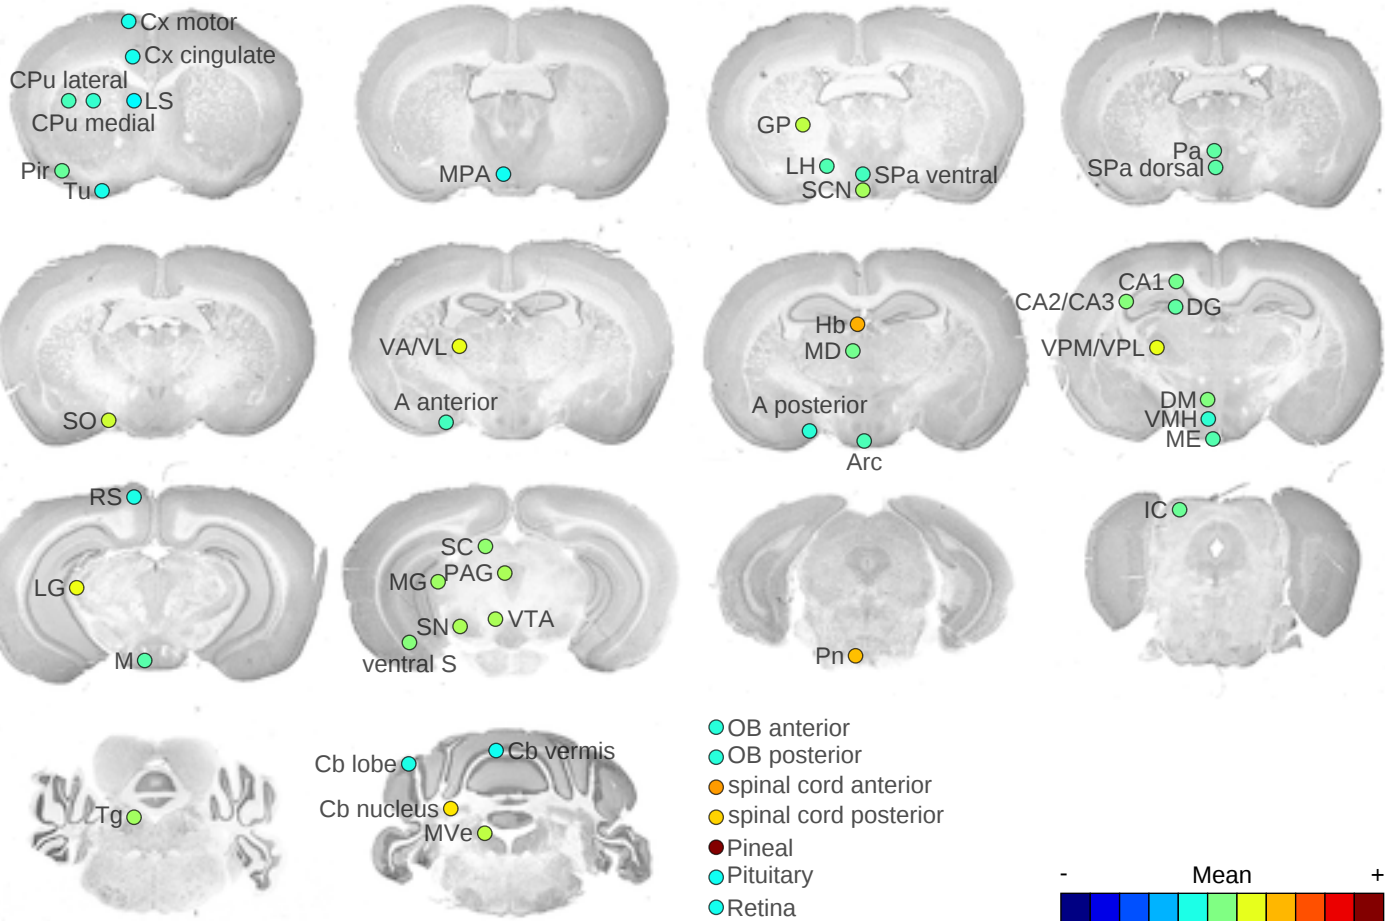 Cx motor
Cx cingulate
CPu lateral
LS
CPu medial
Pir
Tu
MPA
GP
LH
SPa ventral
SCN
Pa
SPa dorsal
SO
VA/VL
A anterior
Hb
MD
A posterior
Arc
CA1
CA2/CA3
DG
VPM/VPL
DM
VMH
ME
RS
LG
M
SC
MG
PAG
SN
VTA
ventral S
Pn
IC
Tg
Cb lobe
Cb vermis
Cb nucleus
MVe
OB anterior
OB posterior
spinal cord anterior
spinal cord posterior
Pineal
Pituitary
Retina
- Mean +